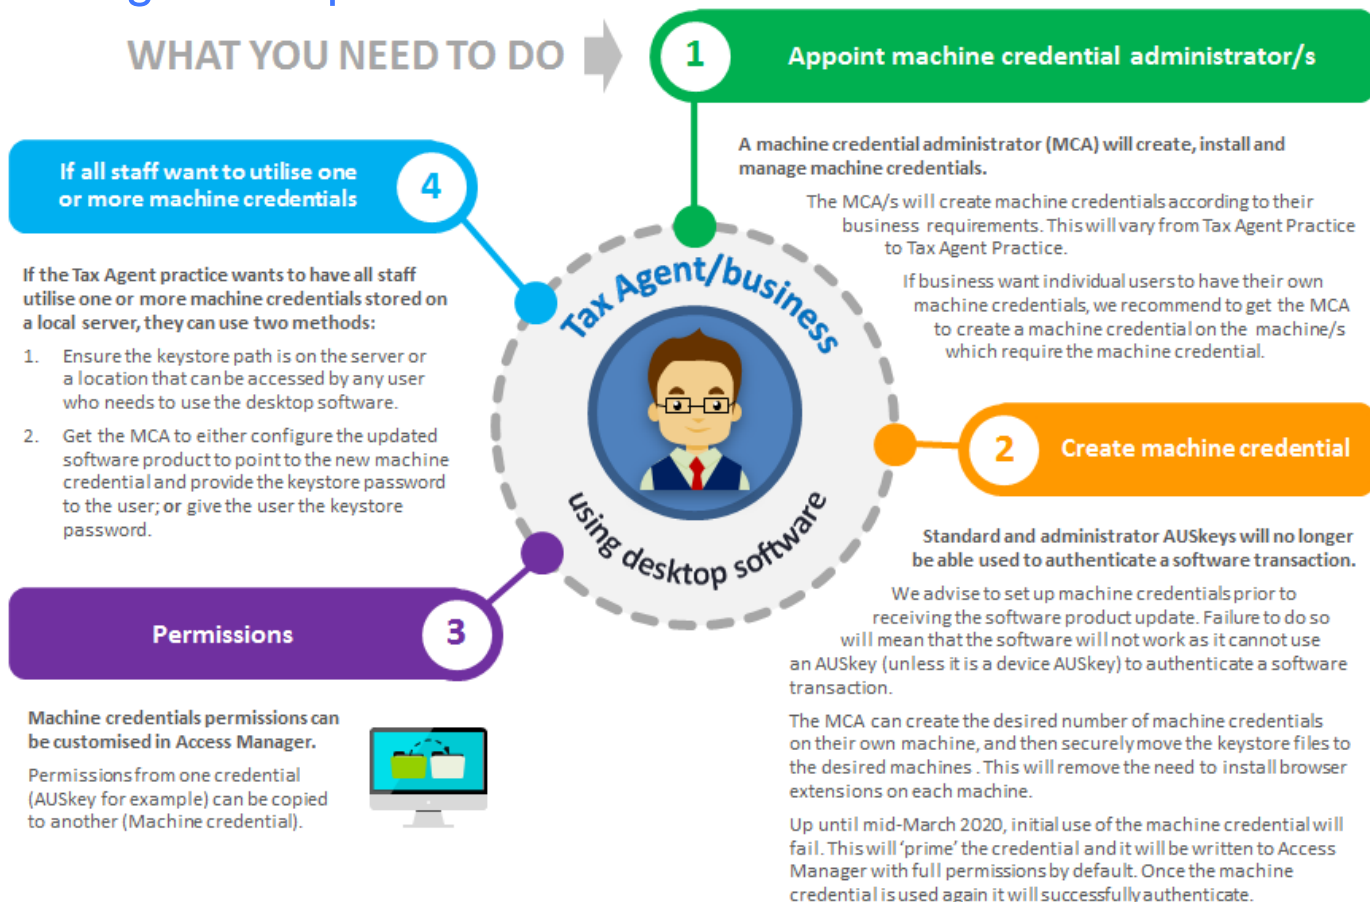 WHAT YOU NEED TO DO
1
Appoint machine credential administrator/s
A machine credential administrator (MCA) will create, install and
manage machine credentials.
The MCA/s will create machine credentials according to their
business requirements. This will vary from Tax Agent Practice
to Tax Agent Practice.
If business want individual users to have their own
machine credentials, we recommend to get the MCA
to create a machine credential on the machine/s
which require the machine credential.
2
Create machine credential
Standard and administrator AUSkeys will no longer
be able used to authenticate a software transaction.
We advise to set up machine credentials prior to
receiving the software product update. Failure to do so
will mean that the software will not work as it cannot use
an AUSkey (unless it is a device AUSkey) to authenticate a software
transaction.
The MCA can create the desired number of machine credentials
on their own machine, and then securely move the keystore files to
the desired machines . This will remove the need to install browser
extensions on each machine.
Up until mid-March 2020, initial use of the machine credential will
fail. This will ‘prime’ the credential and it will be written to Access
Manager with full permissions by default. Once the machine
credential is used again it will successfully authenticate.
Permissions
3
Machine credentials permissions can
be customised in Access Manager.
Permissions from one credential
(AUSkey for example) can be copied
to another (Machine credential).
If all staff want to utilise one
or more machine credentials
4
If the Tax Agent practice wants to have all staff
utilise one or more machine credentials stored on
a local server, they can use two methods:
1. Ensure the keystore path is on the server or
a location that can be accessed by any user
who needs to use the desktop software.
2. Get the MCA to either configure the updated
software product to point to the new machine
credential and provide the keystore password
to the user; or give the user the keystore
password.
Tax Agent/business
using desktop software